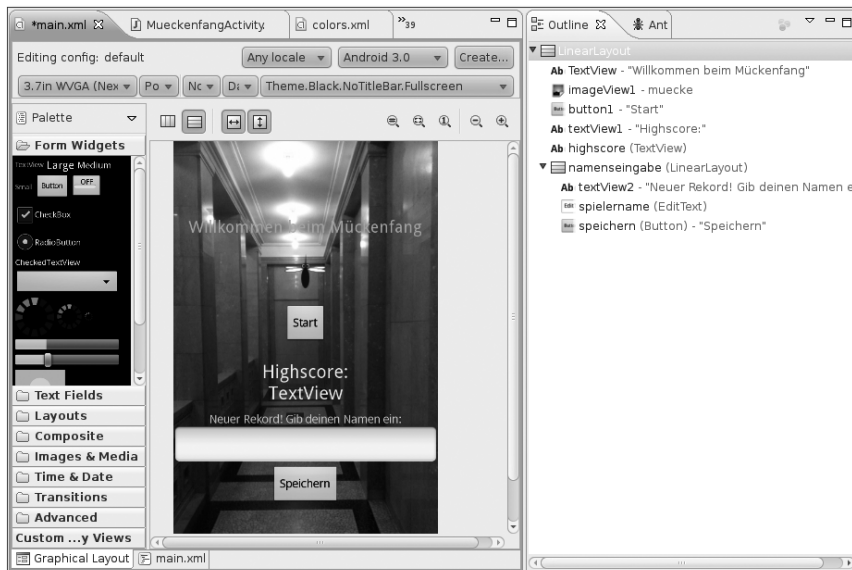 *main.xml
MueckenfangActivity.
colors.xml
»39
Editing config: default
Any locale
Android 3.0
Create...
3.7in WVGA (Nex
Po
Theme.Black.NoTitleBar.Fullscreen
Palette
Form Widgets
TextView Large Medium
Small Button OFF
CheckBox
RadioButton
CheckedTextView
Text Fields
Layouts
Composite
Images & Media
Time & Date
Transitions
Advanced
Custom ...y Views
Graphical Layout
main.xml
Willkommen beim Mückenfang
Start
Highscore:
TextView
Neuer Rekord! Gib deinen Namen ein:
Speichern
Outline
Ant
LinearLayout
Ab TextView - "Willkommen beim Mückenfang"
imageView1 - muecke
button1 - "Start"
Ab textView1 - "Highscore:"
Ab highscore (TextView)
namenseingabe (LinearLayout)
Ab textView2 - "Neuer Rekord! Gib deinen Namen e
spielername (EditText)
speichern (Button) - "Speichern"